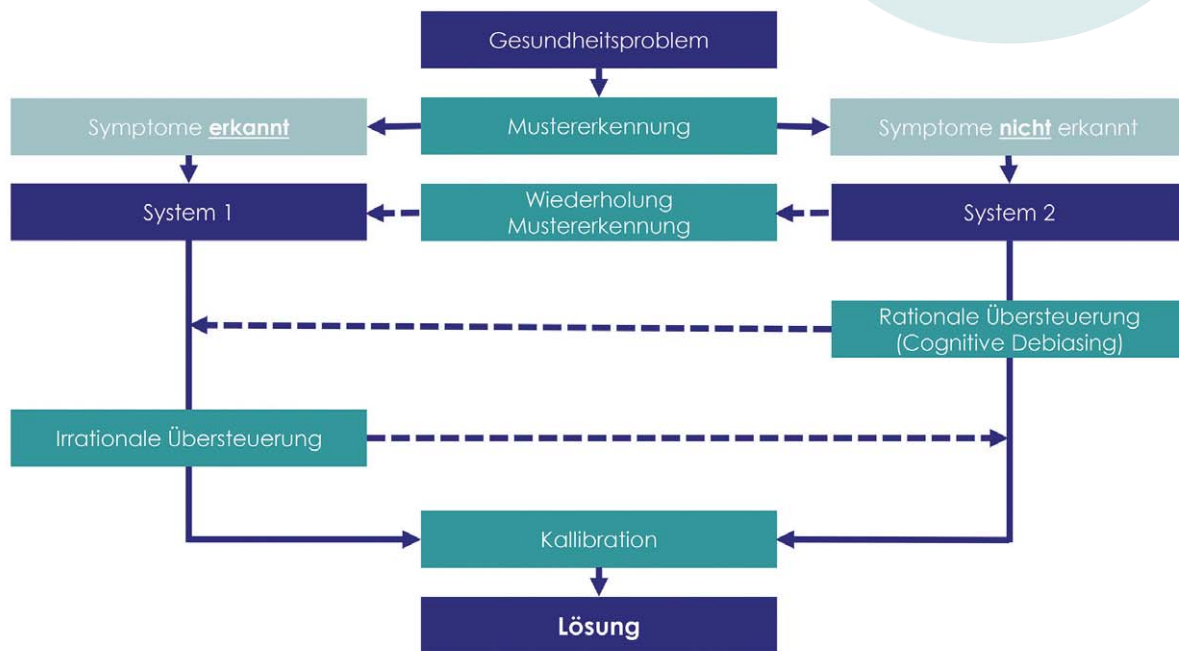 Gesundheitsproblem
Symptome erkannt
Mustererkennung
Symptome nicht erkannt
System 1
Wiederholung
Mustererkennung
System 2
Rationale Übersteuerung
(Cognitive Debiasing)
Irrationale Übersteuerung
Kallibration
Lösung